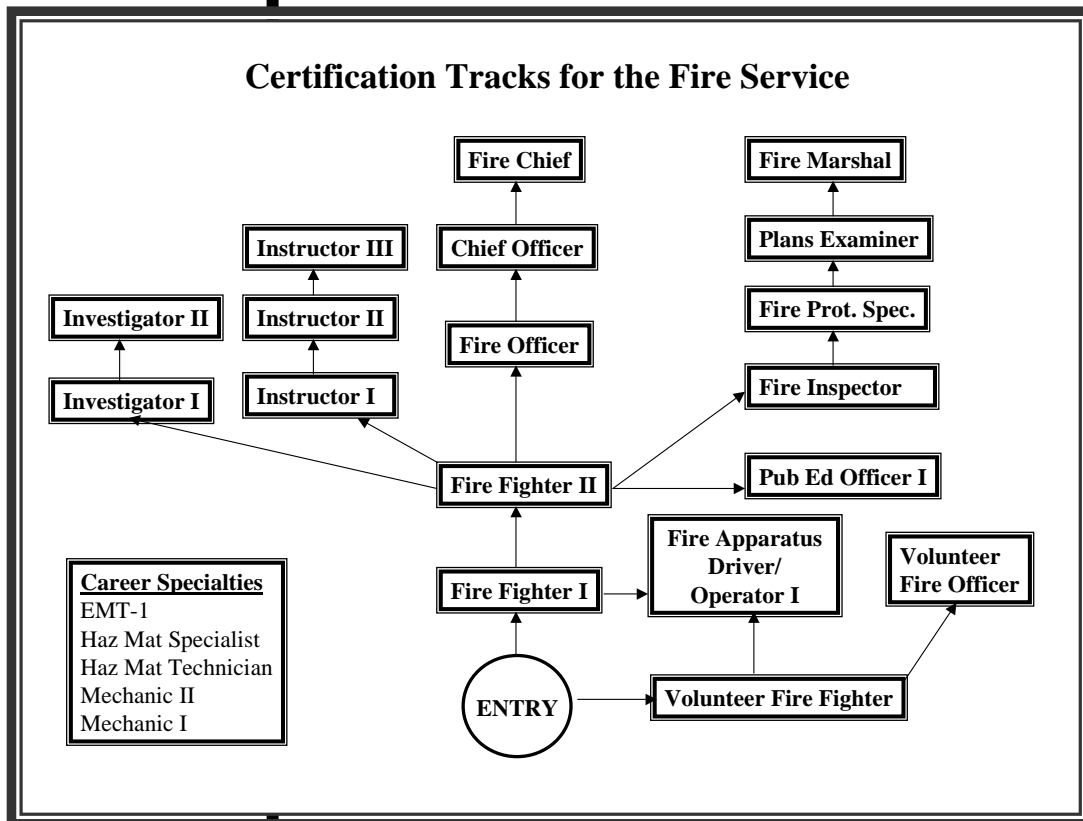 Certification Tracks for the Fire Service
Fire Chief
Fire Marshal
Instructor III
Chief Officer
Plans Examiner
Investigator II
Instructor II
Fire Officer
Fire Prot. Spec.
Investigator I
Instructor I
Fire Inspector
Fire Fighter II
Pub Ed Officer I
Fire Fighter I
Fire Apparatus
Driver/
Operator I
Volunteer
Fire Officer
Career Specialties
EMT-1
Haz Mat Specialist
Haz Mat Technician
Mechanic II
Mechanic I
ENTRY
Volunteer Fire Fighter